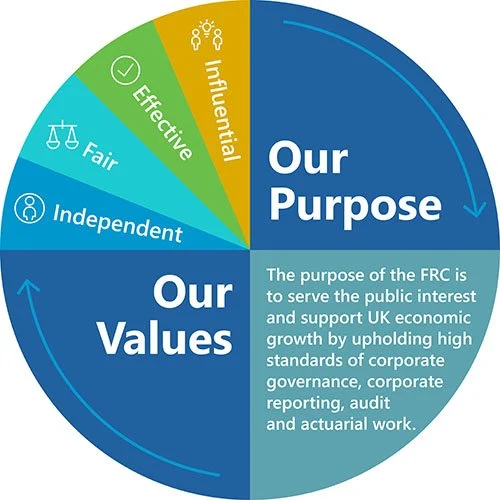 Our
Purpose
The purpose of the FRC is
to serve the public interest
and support UK economic
growth by upholding high
standards of corporate
governance, corporate
reporting, audit
and actuarial work.
Our
Values
Independent
Fair
Effective
Influential